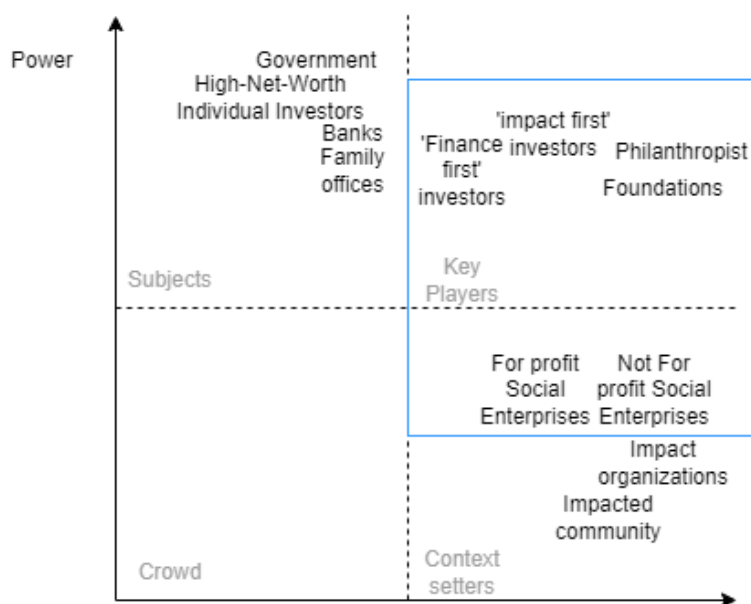 Power
Government
High-Net-Worth
Individual Investors
Banks
Family
offices
'impact first'
investors
'Finance
first'
investors
Philanthropist
Foundations
Subjects
Key
Players
For profit
Social
Enterprises
Not For
profit Social
Enterprises
Impact
organizations
Impacted
community
Crowd
Context
setters